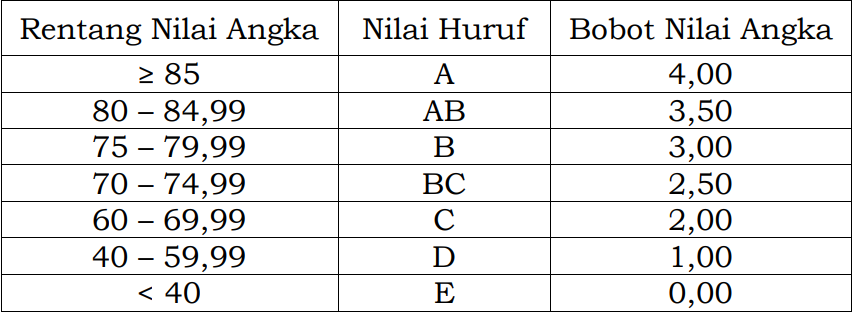 Rentang Nilai Angka Nilai Huruf Bobot Nilai Angka
≥ 85 A 4,00
80 – 84,99 AB 3,50
75 – 79,99 B 3,00
70 – 74,99 BC 2,50
60 – 69,99 C 2,00
40 – 59,99 D 1,00
< 40 E 0,00